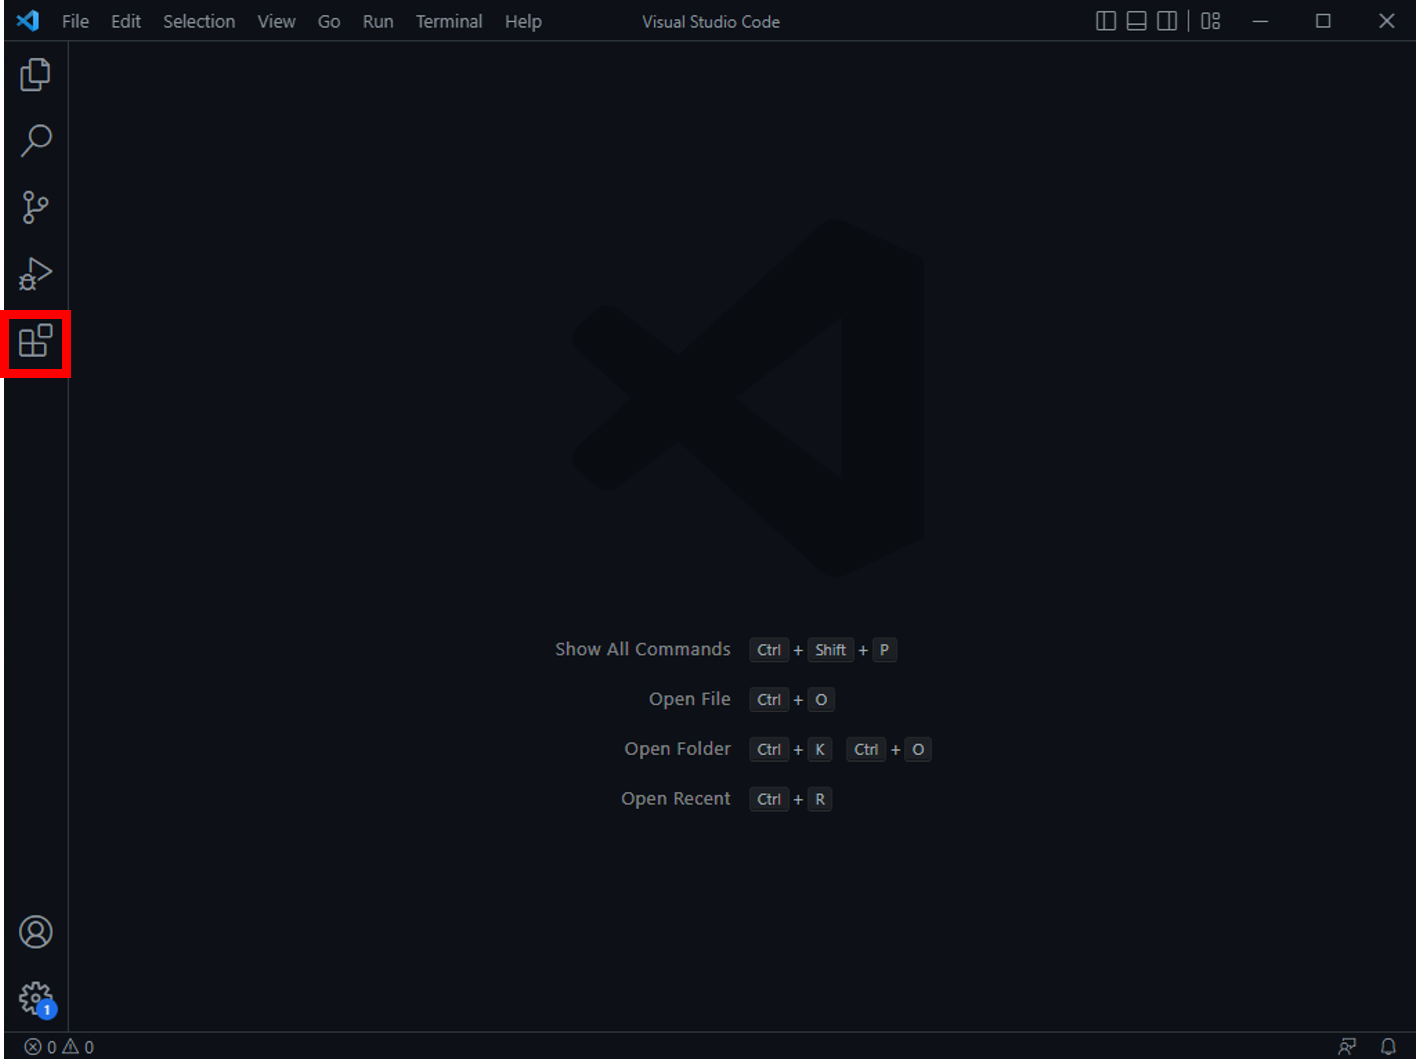 File Edit Selection View Go Run Terminal Help Visual Studio Code
Show All Commands Ctrl + Shift + P
Open File Ctrl + O
Open Folder Ctrl + K Ctrl + O
Open Recent Ctrl + R
1
0 0